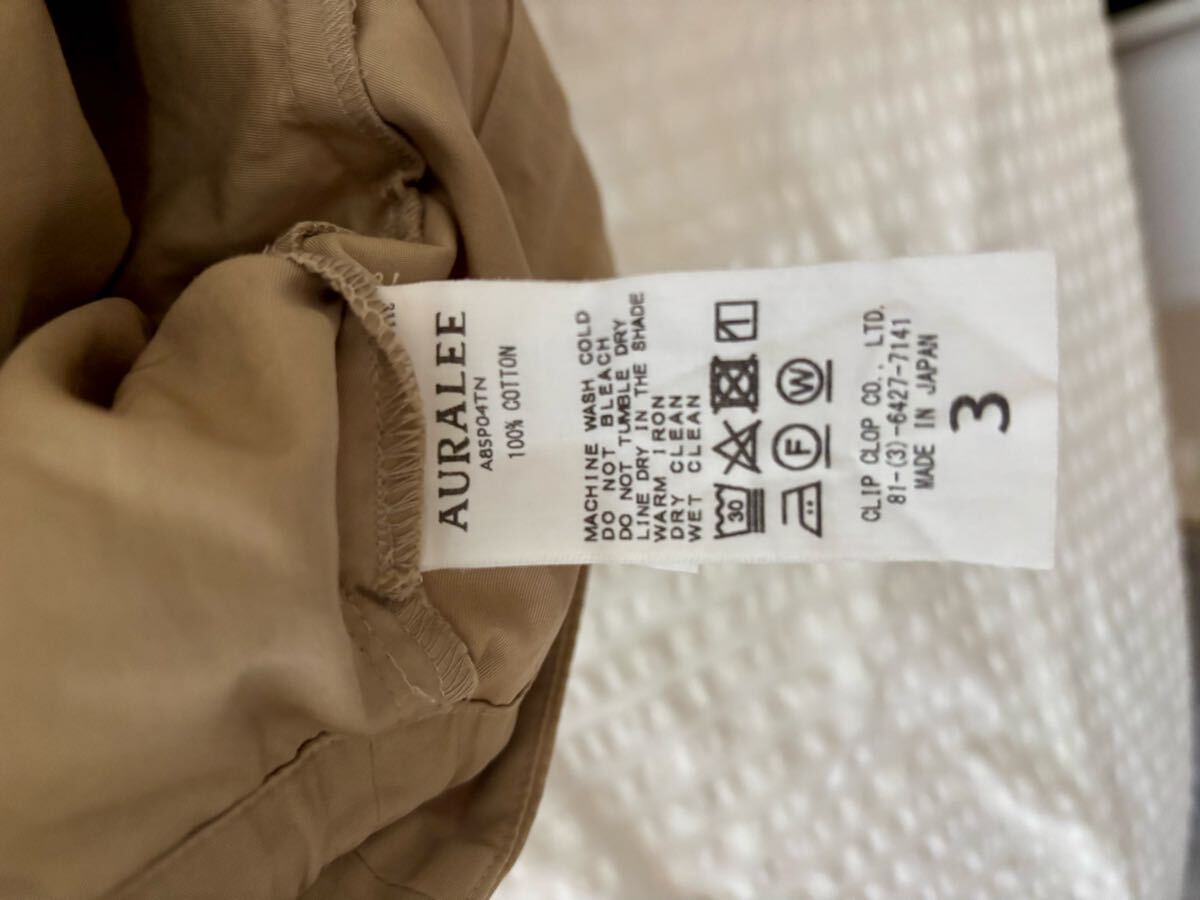 AURALEE
A8SP04TN
100% COTTON
MACHINE WASH COLD
DO NOT BLEACH
DO NOT TUMBLE DRY
LINE DRY IN THE SHADE
WARM IRON
DRY CLEAN
WET CLEAN
30
F W
CLIP CLOP CO., LTD.
81-(3)-6427-7141
MADE IN JAPAN
3